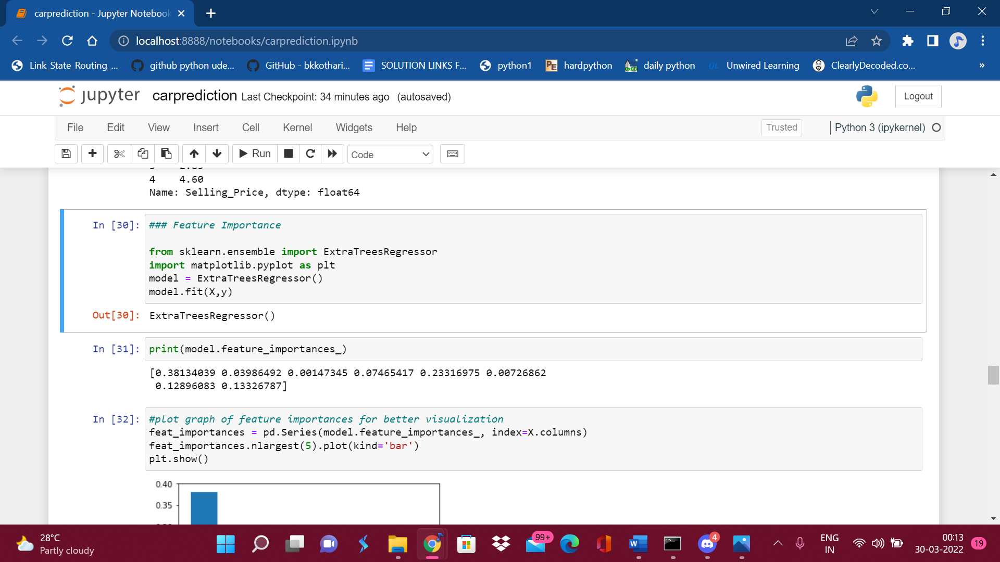 carprediction - Jupyter Notebook
localhost:8888/notebooks/carprediction.ipynb
Link_State_Routing_... github python ude... GitHub - bkkothari... SOLUTION LINKS F... python1 hardpython daily python Unwired Learning ClearlyDecoded.co... »
jupyter carprediction Last Checkpoint: 34 minutes ago (autosaved) Logout
File Edit View Insert Cell Kernel Widgets Help Trusted Python 3 (ipykernel)
Run Code
4 4.60
Name: Selling_Price, dtype: float64
In [30]: ### Feature Importance
from sklearn.ensemble import ExtraTreesRegressor
import matplotlib.pyplot as plt
model = ExtraTreesRegressor()
model.fit(X,y)
Out[30]: ExtraTreesRegressor()
In [31]: print(model.feature_importances_)
[0.38134039 0.03986492 0.00147345 0.07465417 0.23316975 0.00726862
0.12896083 0.13326787]
In [32]: #plot graph of feature importances for better visualization
feat_importances = pd.Series(model.feature_importances_, index=X.columns)
feat_importances.nlargest(5).plot(kind='bar')
plt.show()
0.40
0.35
28°C
Partly cloudy
99+
4
ENG
IN
00:13
30-03-2022
19